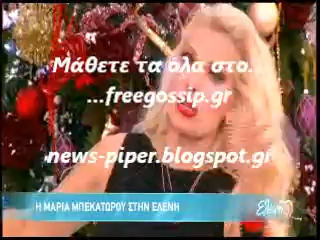 Μάθετε τα όλα στο...
...freegossip.gr
news-piper.blogspot.gr
Η ΜΑΡΙΑ ΜΠΕΚΑΤΩΡΟΥ ΣΤΗΝ ΕΛΕΝΗ
Ελένη